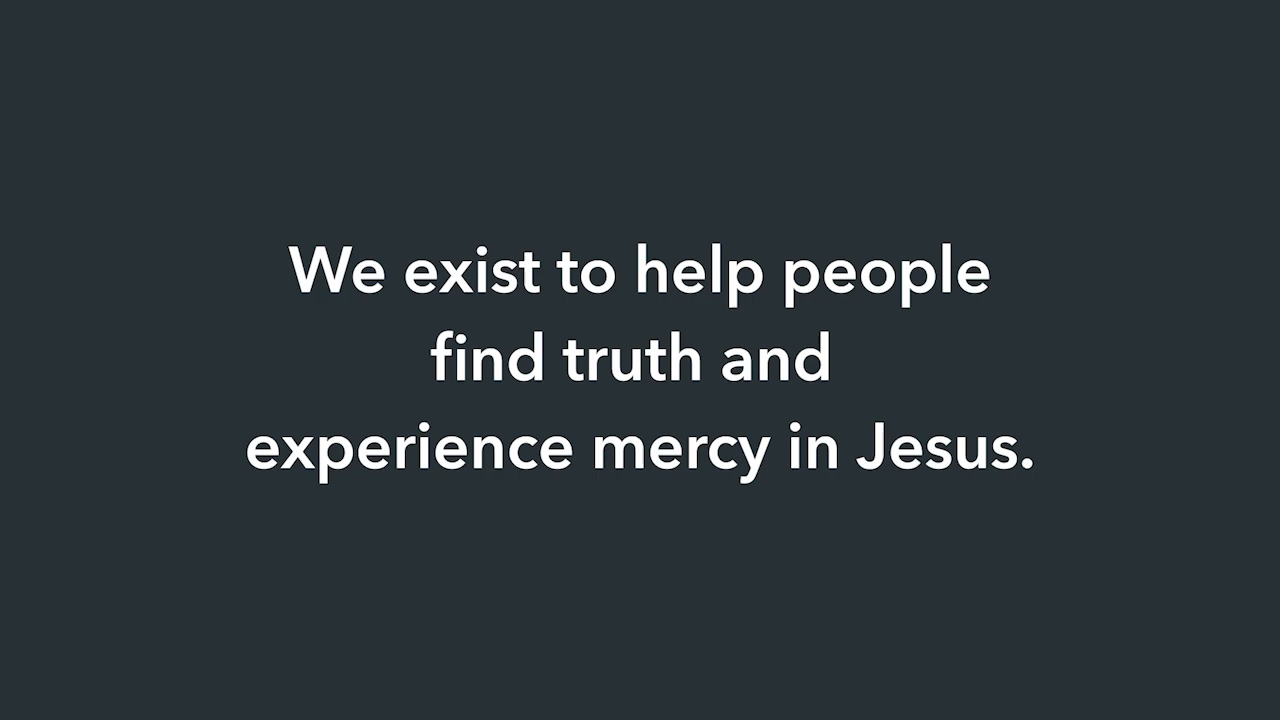 We exist to help people
find truth and
experience mercy in Jesus.